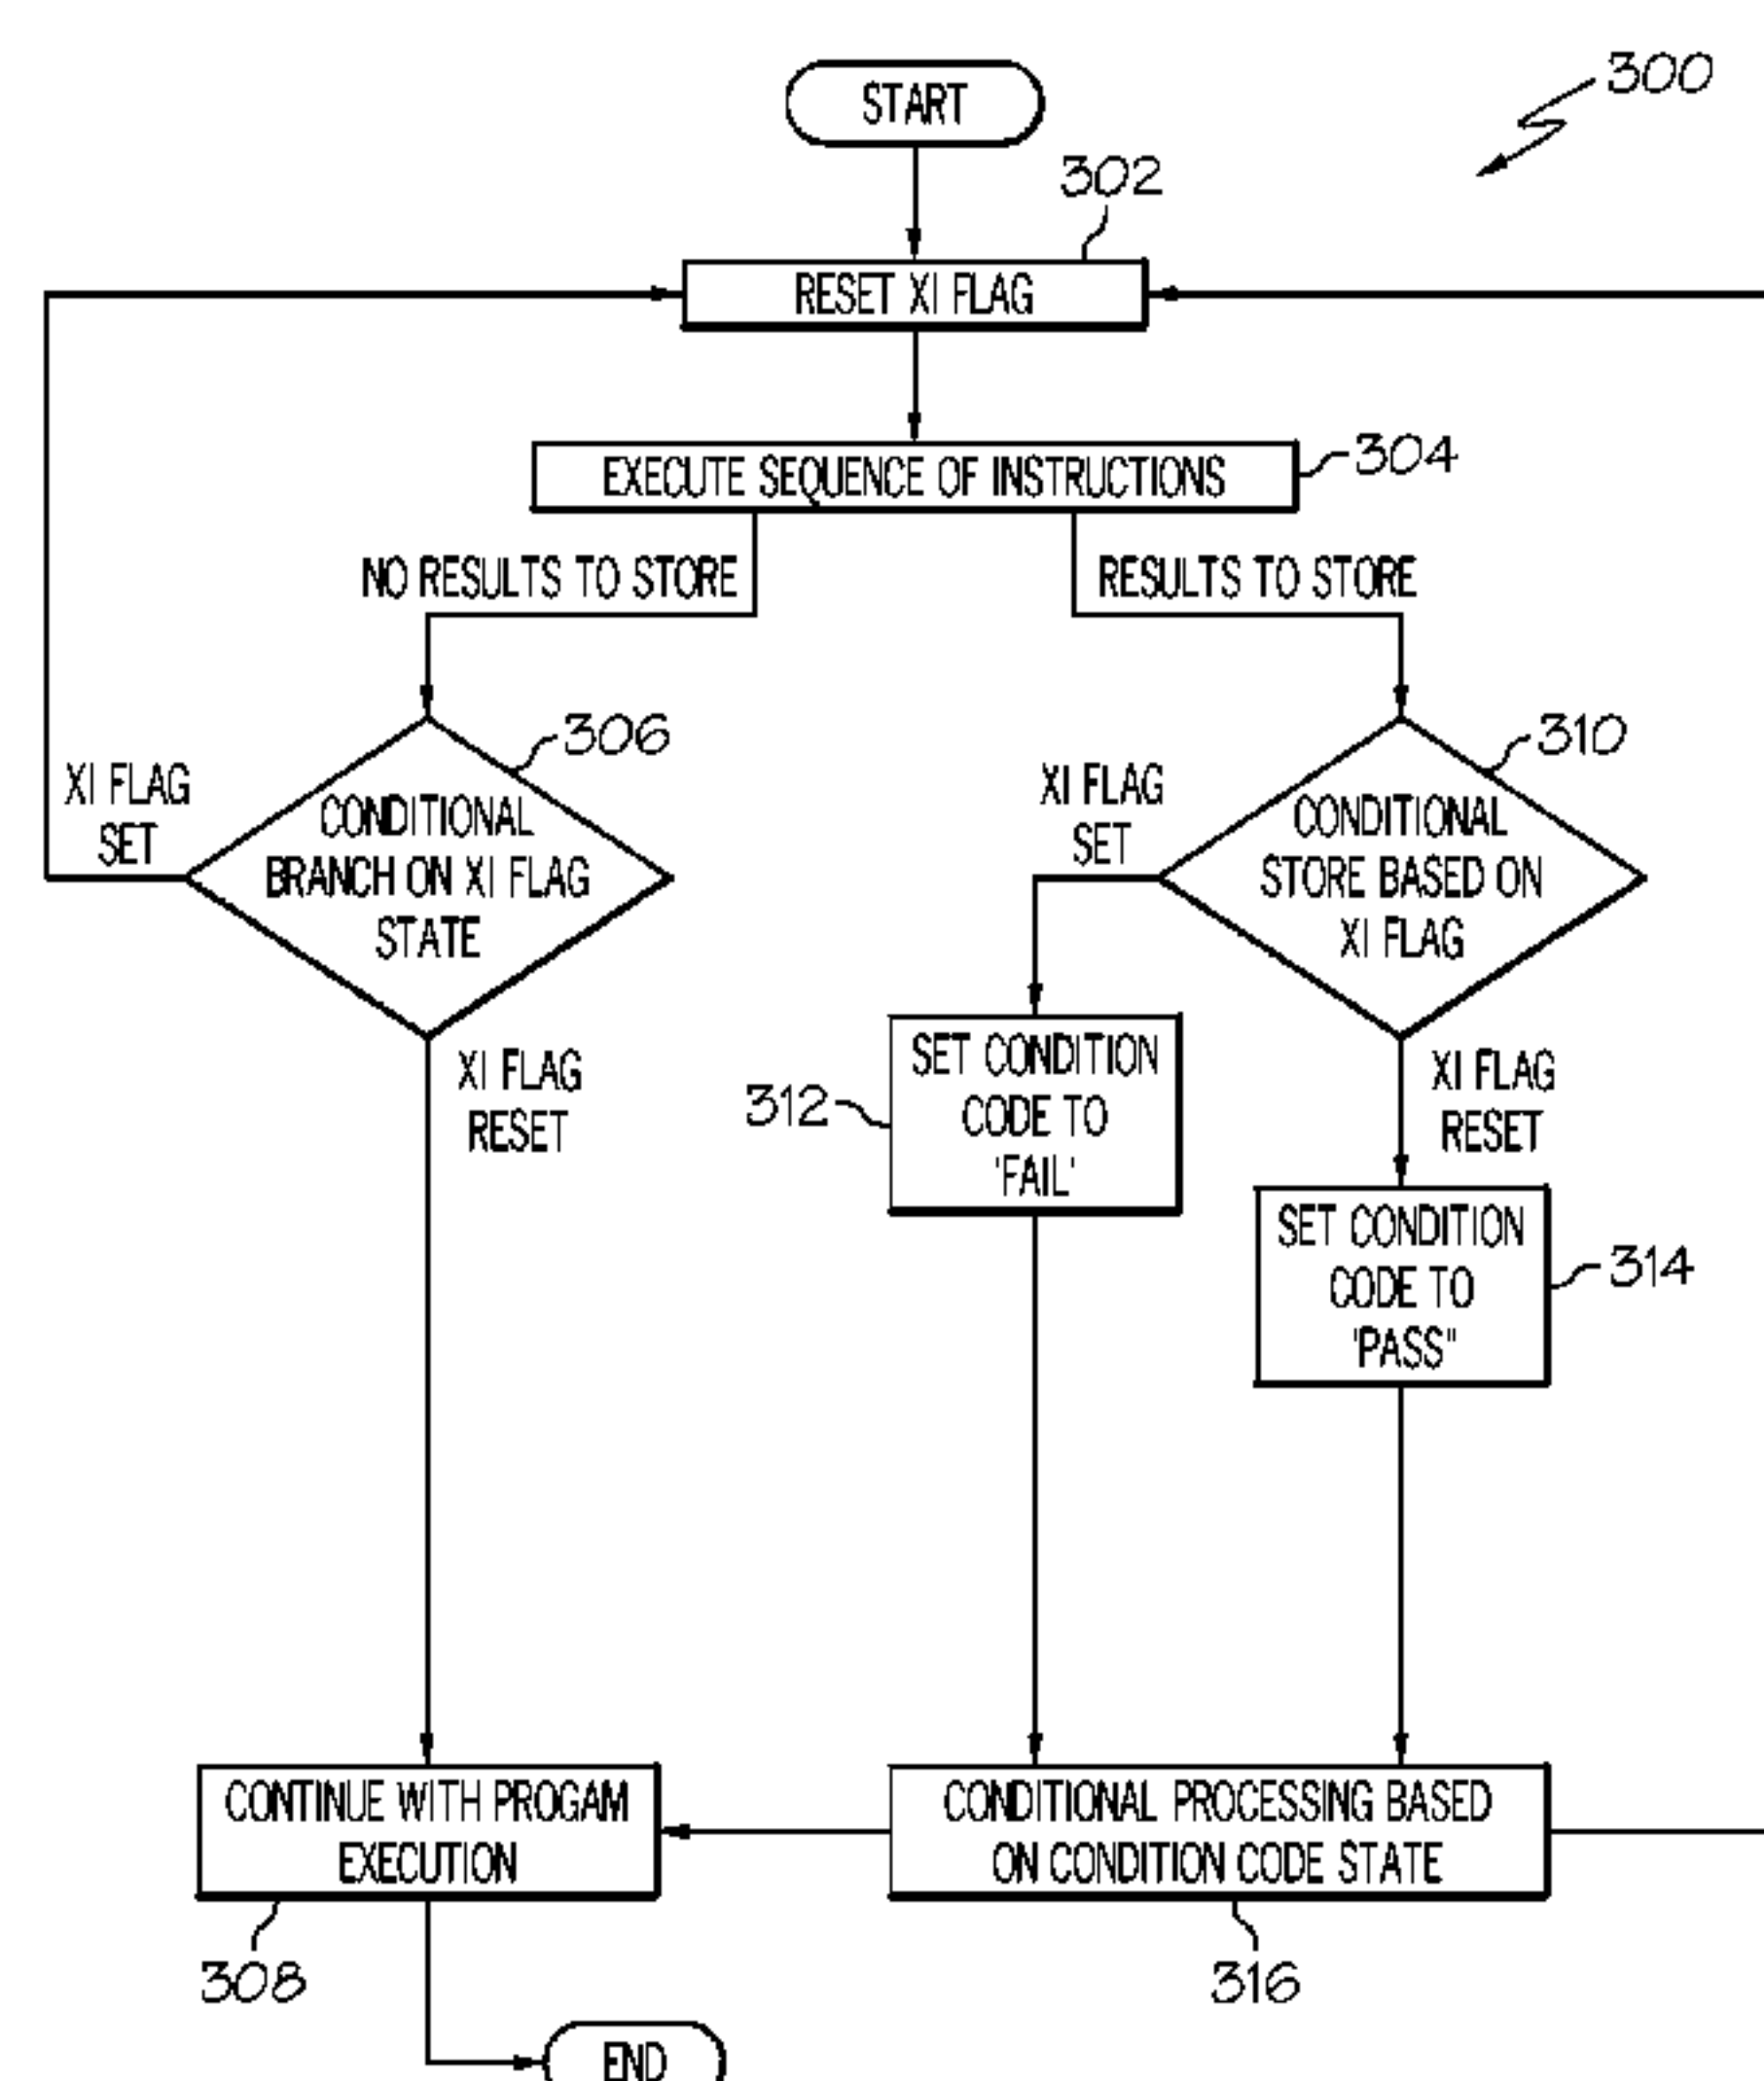 START
300
302
RESET XI FLAG
EXECUTE SEQUENCE OF INSTRUCTIONS
304
NO RESULTS TO STORE
RESULTS TO STORE
306
310
XI FLAG
SET
CONDITIONAL
BRANCH ON XI FLAG
STATE
XI FLAG
SET
CONDITIONAL
STORE BASED ON
XI FLAG
XI FLAG
RESET
312
SET CONDITION
CODE TO
'FAIL'
XI FLAG
RESET
SET CONDITION
CODE TO
'PASS"
314
CONTINUE WITH PROGAM
EXECUTION
CONDITIONAL PROCESSING BASED
ON CONDITION CODE STATE
308
316
END